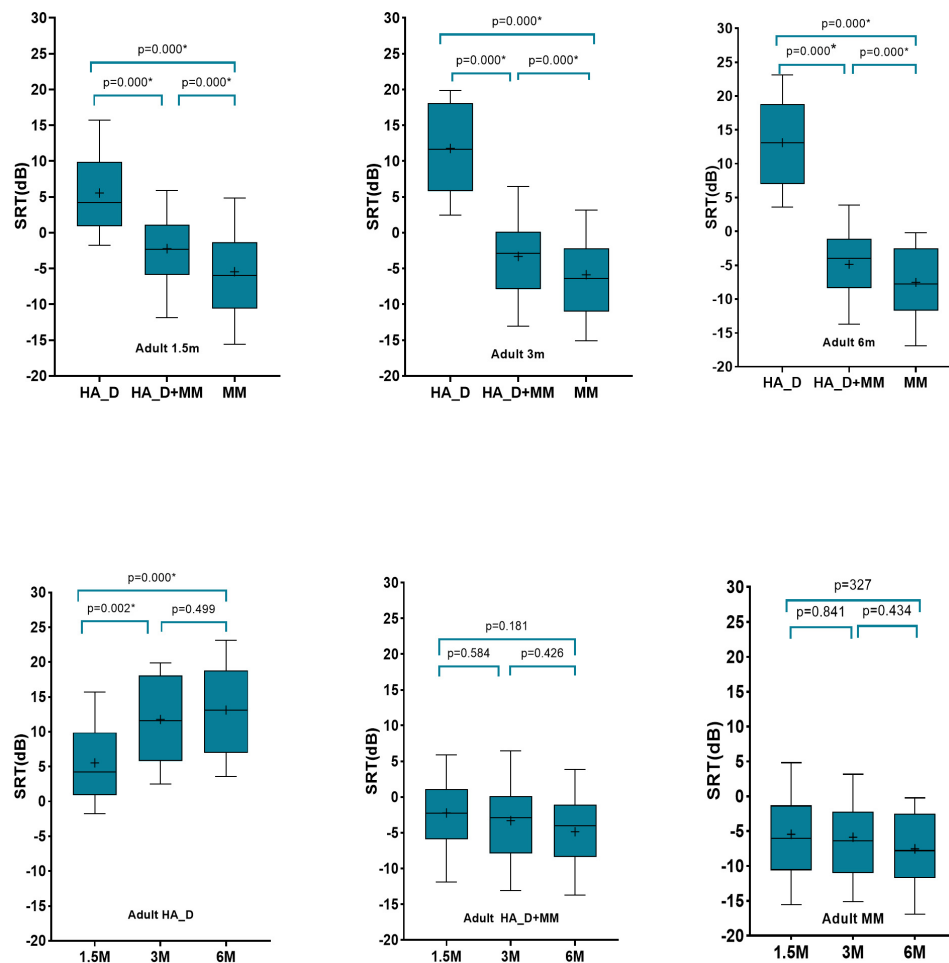 30
25
20
15
10
5
0
-5
-10
-15
-20
SRT(dB)
p=0.000*
p=0.000*
p=0.000*
Adult 1.5m
HA_D
HA_D+MM
MM
30
25
20
15
10
5
0
-5
-10
-15
-20
SRT(dB)
p=0.000*
p=0.000*
p=0.000*
Adult 3m
HA_D
HA_D+MM
MM
30
25
20
15
10
5
0
-5
-10
-15
-20
SRT(dB)
p=0.000*
p=0.000*
p=0.000*
Adult 6m
HA_D
HA_D+MM
MM
30
25
20
15
10
5
0
-5
-10
-15
-20
SRT(dB)
p=0.000*
p=0.002*
p=0.499
Adult HA_D
1.5M
3M
6M
30
25
20
15
10
5
0
-5
-10
-15
-20
SRT(dB)
p=0.181
p=0.584
p=0.426
Adult HA_D+MM
1.5M
3M
6M
30
25
20
15
10
5
0
-5
-10
-15
-20
SRT(dB)
p=327
p=0.841
p=0.434
Adult MM
1.5M
3M
6M